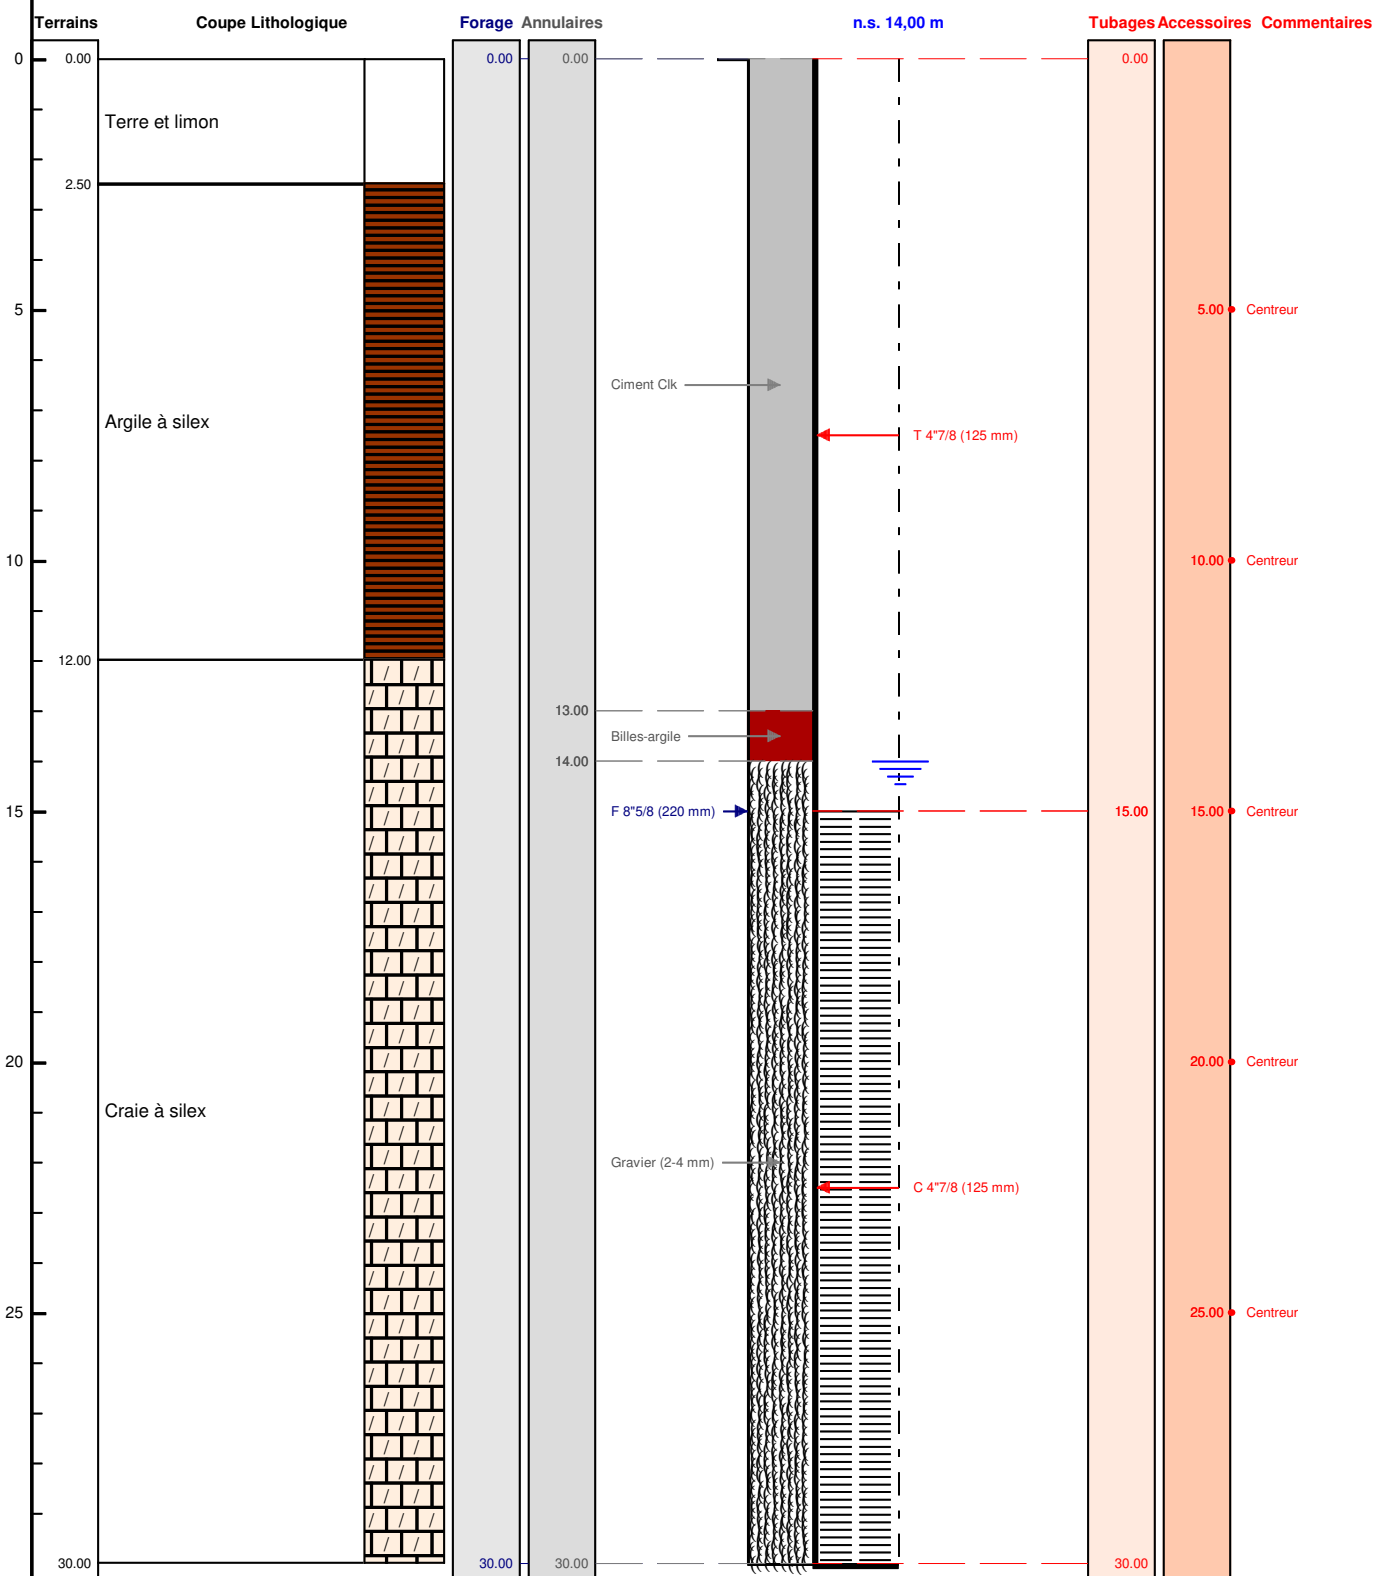 Terrains Coupe Lithologique Forage Annulaires n.s. 14,00 m Tubages Accessoires Commentaires
0 0.00 0.00 0.00 0.00
Terre et limon
2.50
5 5.00 Centreur
Ciment Clk
Argile à silex
T 4"7/8 (125 mm)
10 10.00 Centreur
12.00
13.00
Billes-argile
14.00
15 F 8"5/8 (220 mm) 15.00 15.00 Centreur
20 20.00 Centreur
Craie à silex
Gravier (2-4 mm)
C 4"7/8 (125 mm)
25 25.00 Centreur
30.00 30.00 30.00 30.00